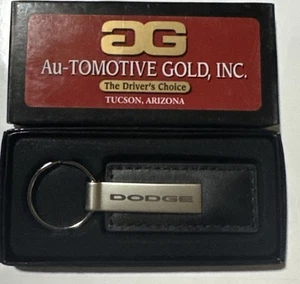 AG
Au-TOMOTIVE GOLD, INC.
The Driver's Choice
TUCSON, ARIZONA
DODGE